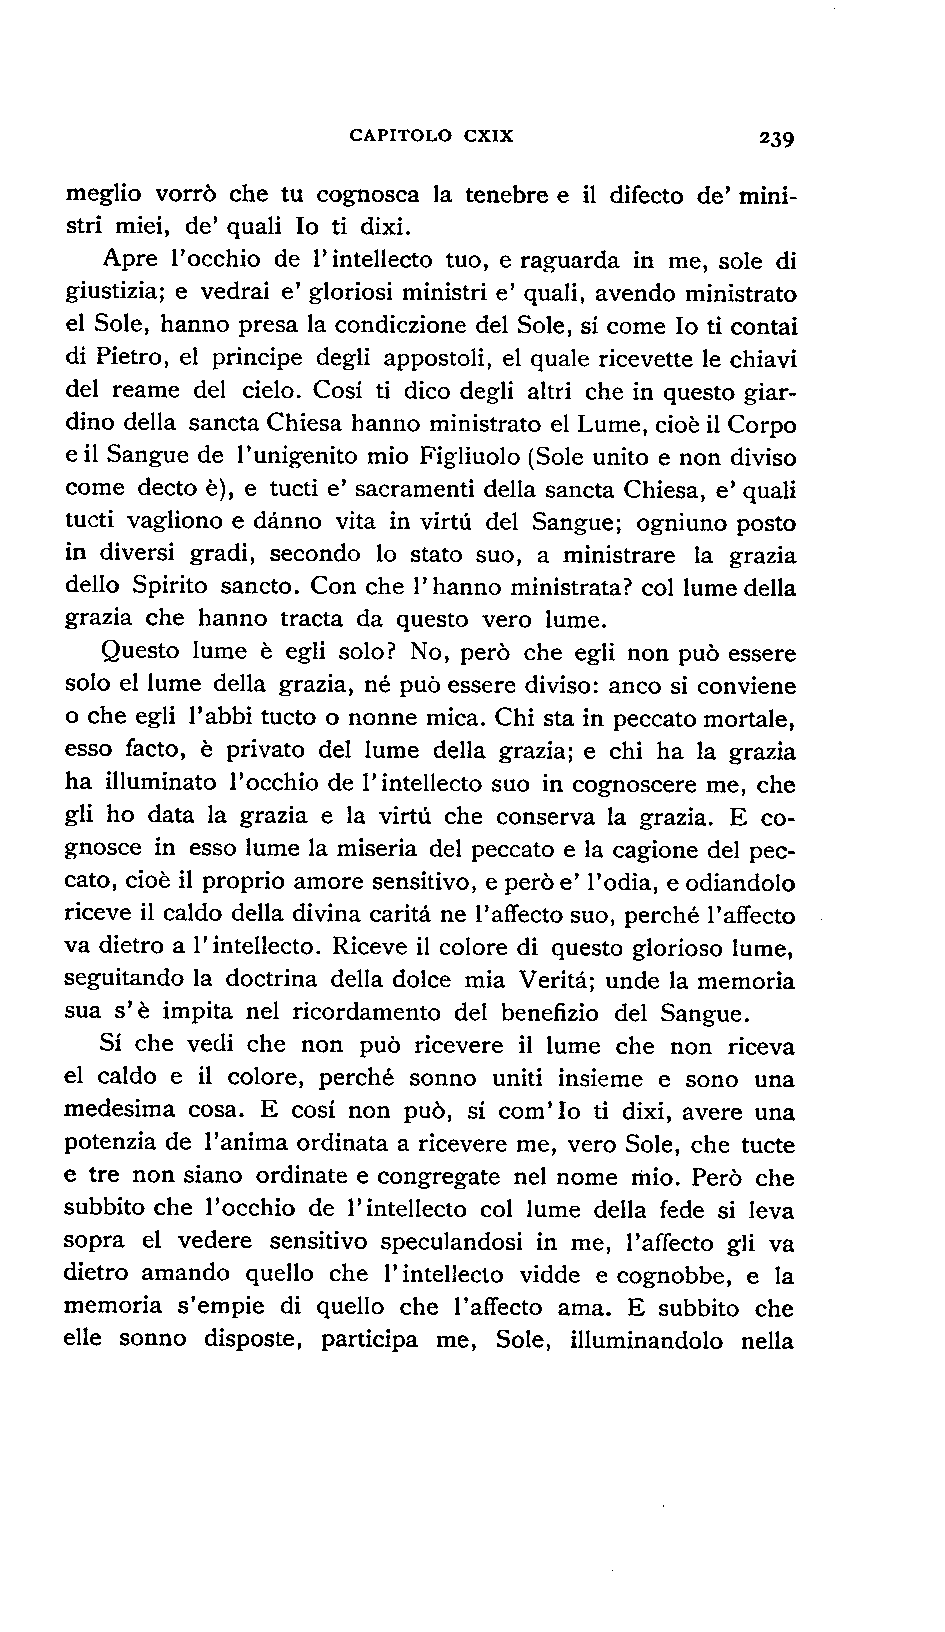 CAPITOLO CXIX 239
meglio vorrò che tu cognosca la tenebre e il difecto de' mini-
stri miei, de' quali Io ti dixi.
Apre l'occhio de l'intellecto tuo, e raguarda in me, sole di
giustizia; e vedrai e' gloriosi ministri e' quali, avendo ministrato
el Sole, hanno presa la condiczione del Sole, sí come Io ti contai
di Pietro, el principe degli appostoli, el quale ricevette le chiavi
del reame del cielo. Cosí ti dico degli altri che in questo giar-
dino della sancta Chiesa hanno ministrato el Lume, cioè il Corpo
e il Sangue de l'unigenito mio Figliuolo (Sole unito e non diviso
come decto è), e tucti e' sacramenti della sancta Chiesa, e' quali
tucti vagliono e dánno vita in virtú del Sangue; ogniuno posto
in diversi gradi, secondo lo stato suo, a ministrare la grazia
dello Spirito sancto. Con che l'hanno ministrata? col lume della
grazia che hanno tracta da questo vero lume.
Questo lume è egli solo? No, però che egli non può essere
solo el lume della grazia, né può essere diviso: anco si conviene
o che egli l'abbi tucto o nonne mica. Chi sta in peccato mortale,
esso facto, è privato del lume della grazia; e chi ha la grazia
ha illuminato l'occhio de l'intellecto suo in cognoscere me, che
gli ho data la grazia e la virtú che conserva la grazia. E co-
gnosce in esso lume la miseria del peccato e la cagione del pec-
cato, cioè il proprio amore sensitivo, e però e' l'odia, e odiandolo
riceve il caldo della divina caritá ne l'affecto suo, perché l'affecto
va dietro a l'intellecto. Riceve il colore di questo glorioso lume,
seguitando la doctrina della dolce mia Veritá; unde la memoria
sua s'è impita nel ricordamento del benefizio del Sangue.
Sí che vedi che non può ricevere il lume che non riceva
el caldo e il colore, perché sonno uniti insieme e sono una
medesima cosa. E cosí non può, sí com'Io ti dixi, avere una
potenzia de l'anima ordinata a ricevere me, vero Sole, che tucte
e tre non siano ordinate e congregate nel nome mio. Però che
subbito che l'occhio de l'intellecto col lume della fede si leva
sopra el vedere sensitivo speculandosi in me, l'affecto gli va
dietro amando quello che l'intellecto vidde e cognobbe, e la
memoria s'empie di quello che l'affecto ama. E subbito che
elle sonno disposte, participa me, Sole, illuminandolo nella